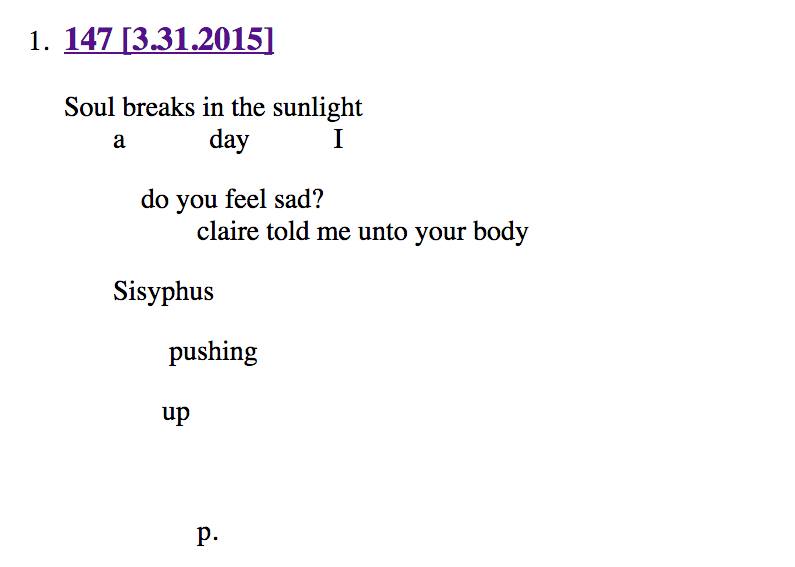 1. 147 [3.31.2015]
Soul breaks in the sunlight
a day I
do you feel sad?
claire told me unto your body
Sisyphus
pushing
up
p.